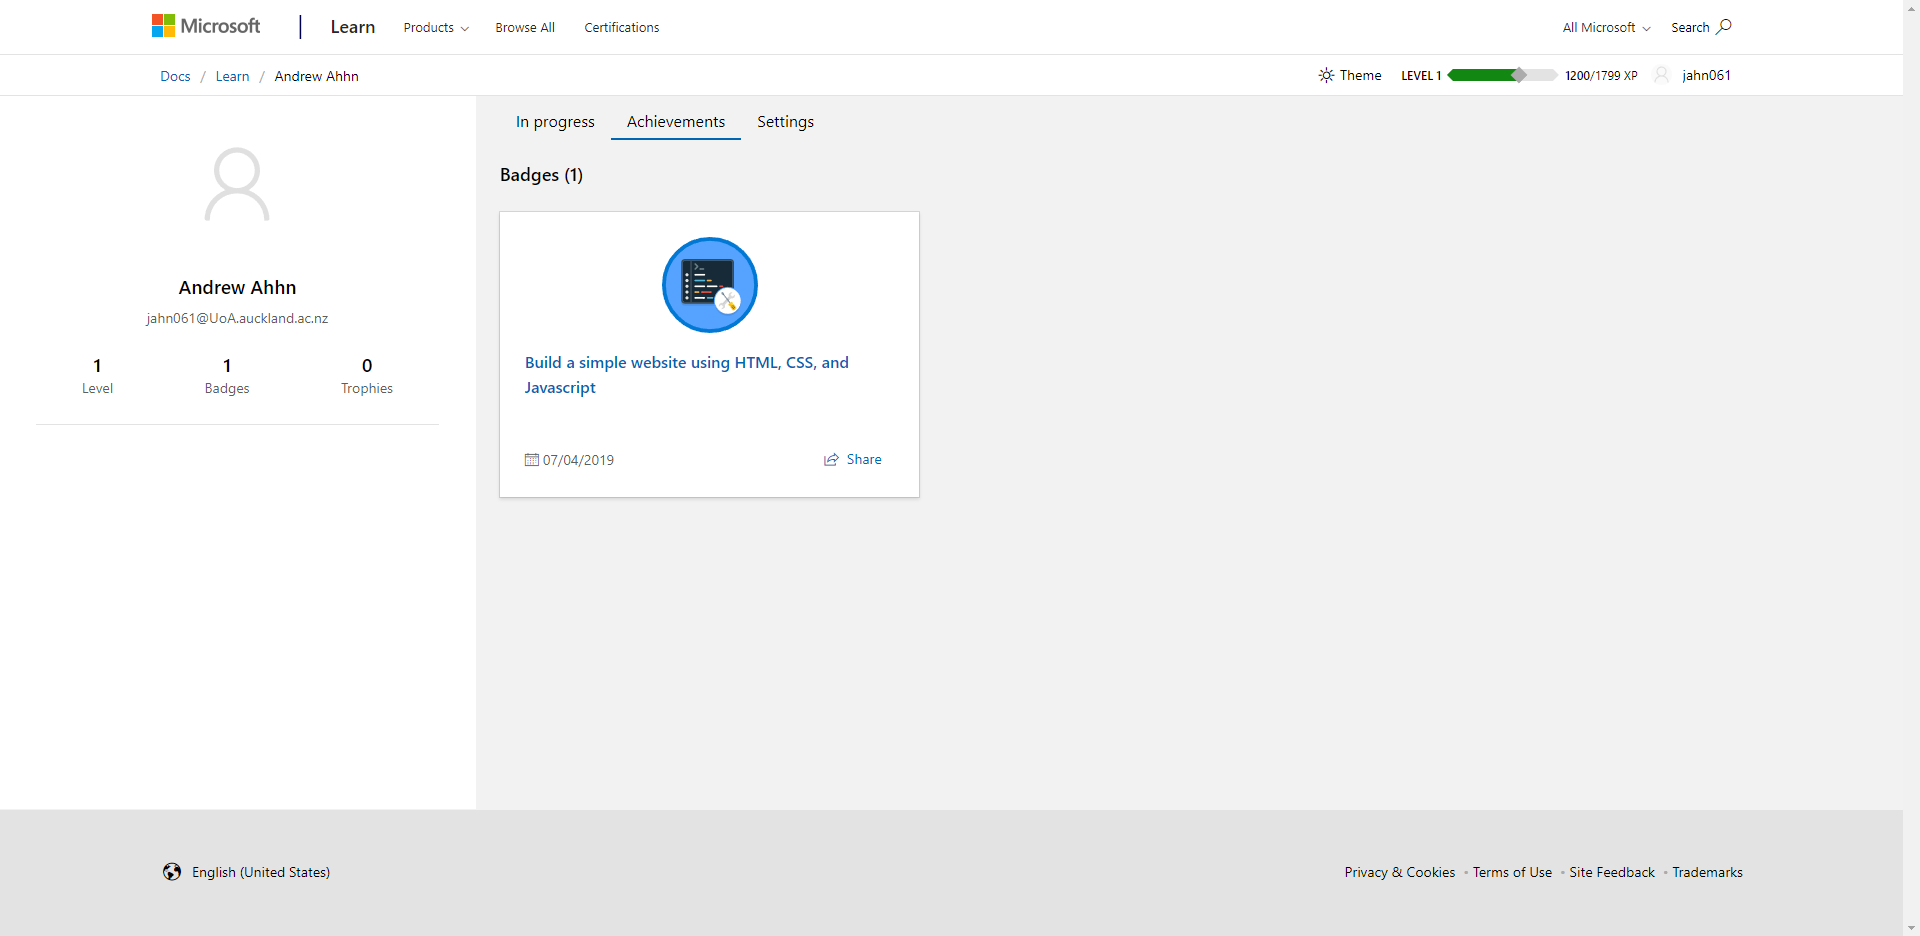 Microsoft
Learn
Products
Browse All
Certifications
All Microsoft
Search
Docs / Learn / Andrew Ahhn
Theme
LEVEL 1
1200/1799 XP
jahn061
Andrew Ahhn
jahn061@UoA.auckland.ac.nz
1
Level
1
Badges
0
Trophies
In progress
Achievements
Settings
Badges (1)
Build a simple website using HTML, CSS, and
Javascript
07/04/2019
Share
English (United States)
Privacy & Cookies • Terms of Use • Site Feedback • Trademarks